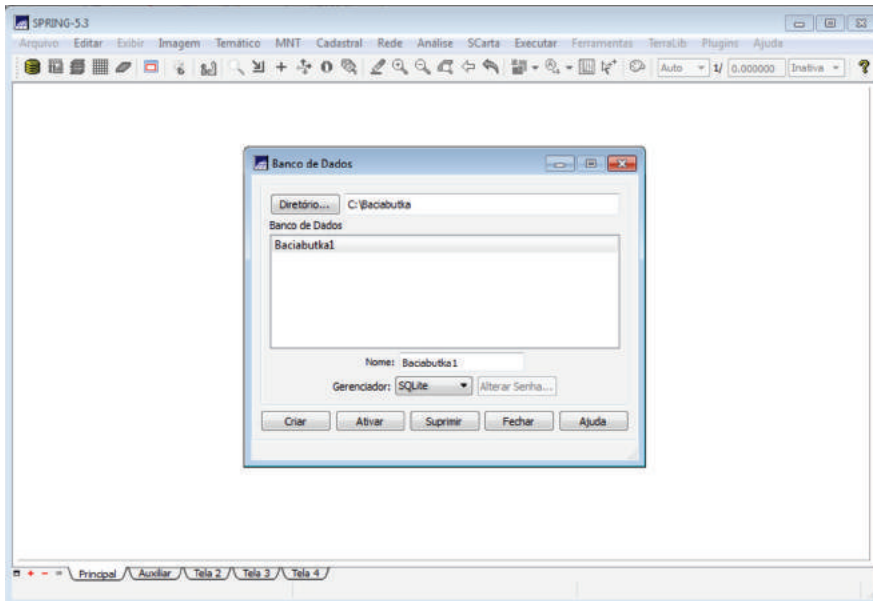 SPRING-5.3
Arquivo Editar Exibir Imagem Temático MNT Cadastral Rede Análise SCarta Executar Ferramentas TerraLib Plugins Ajuda
Auto 1/ 0.000000 Inativa ?
Banco de Dados
Diretório... C:\Baciabutka
Banco de Dados
Baciabutka1
Nome: Baciabutka1
Gerenciador: SQLite Alterar Senha...
Criar Ativar Suprimir Fechar Ajuda
Principal Auxiliar Tela 2 Tela 3 Tela 4